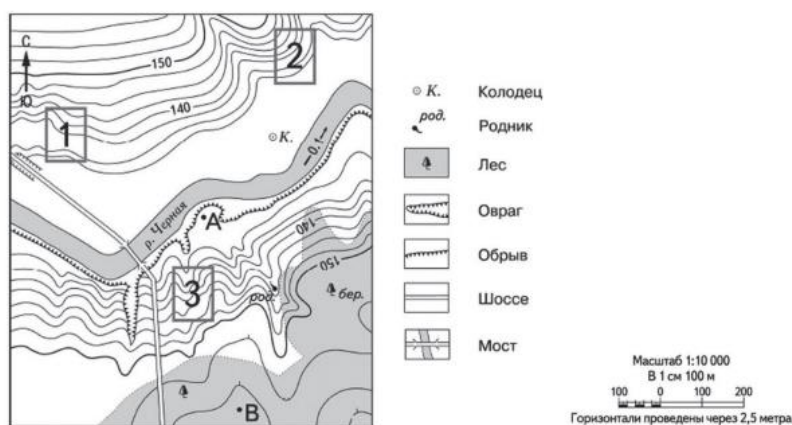 С
Ю
150
140
2
1
К.
0,1
р. Черная
А
140
150
3
род.
бер.
В
К. Колодец
род. Родник
Лес
Овраг
Обрыв
Шоссе
Мост
Масштаб 1:10 000
В 1 см 100 м
100 0 100 200
Горизонтали проведены через 2,5 метра